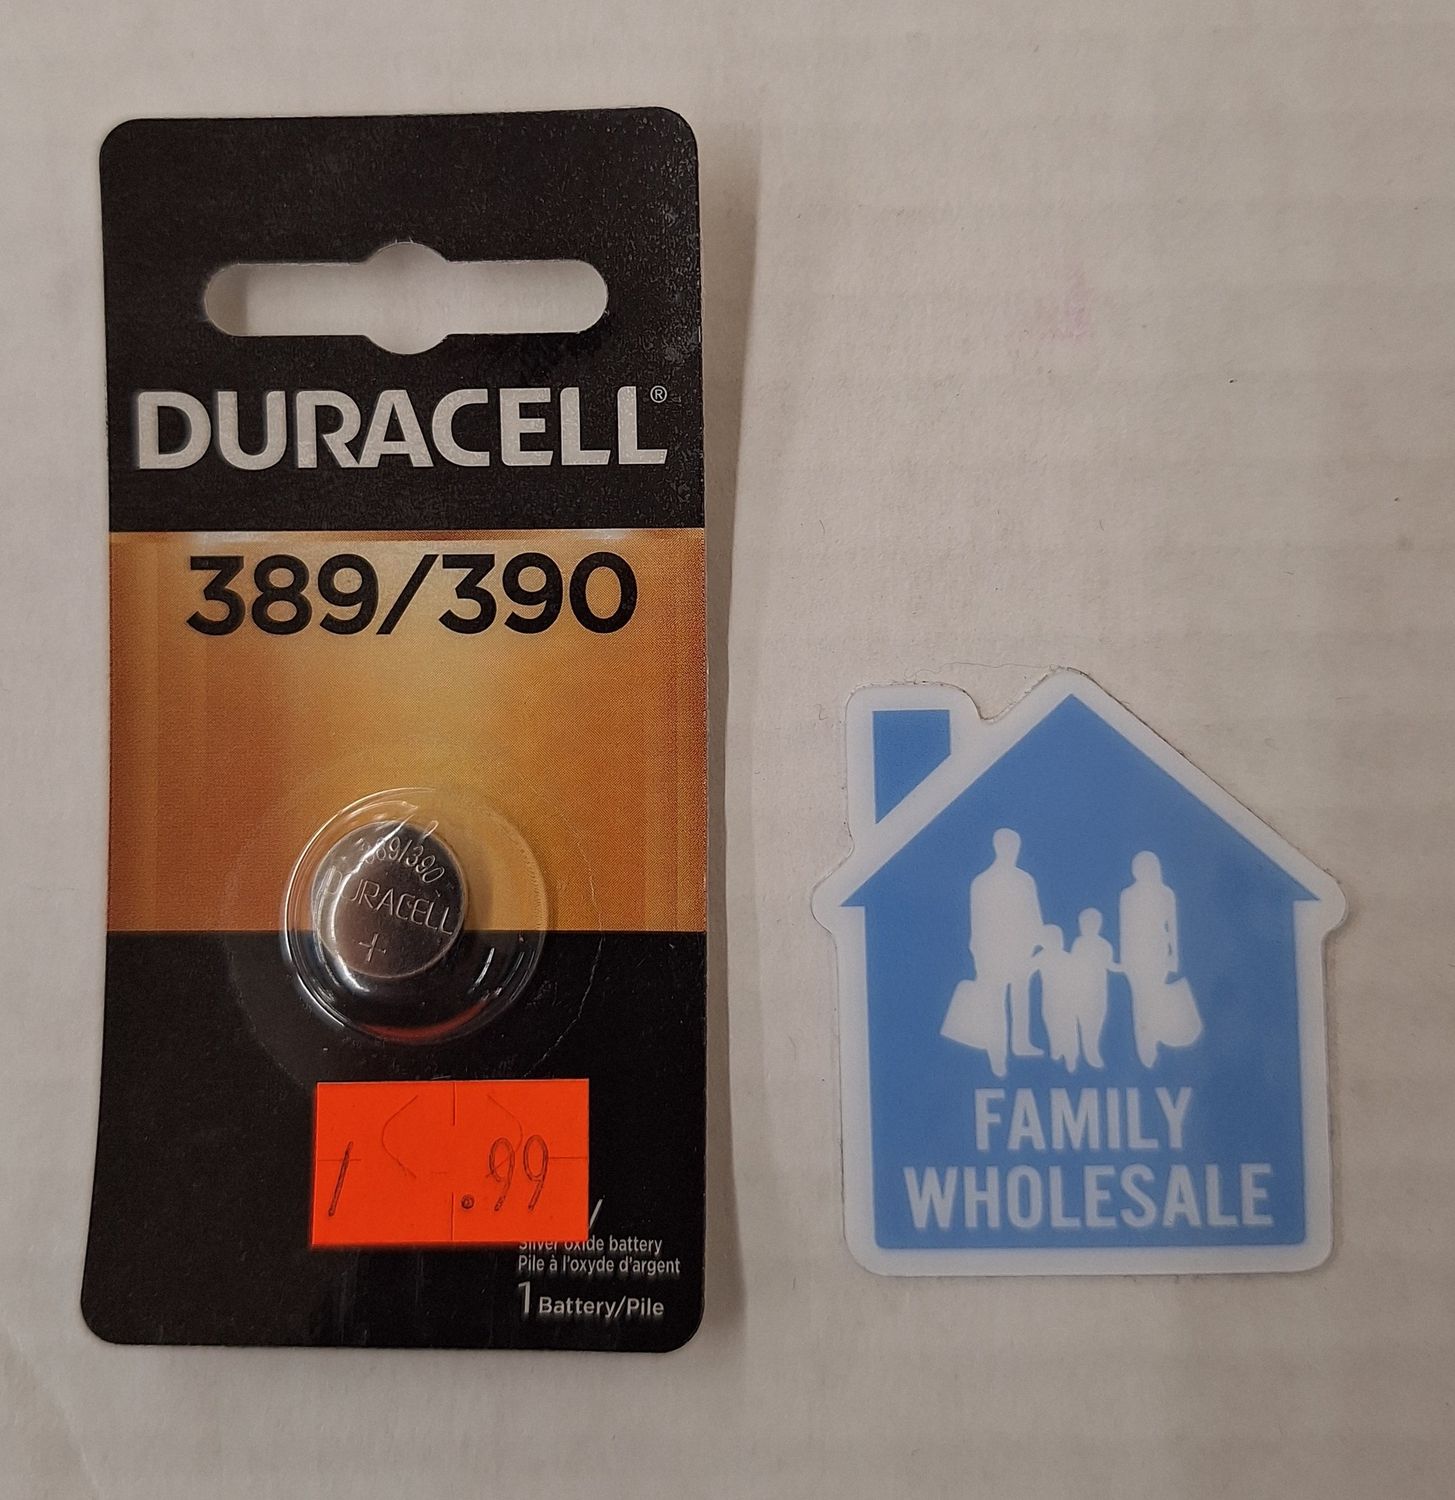 DURACELL®
389/390
389/390
DURACELL
+
1 .99
Silver oxide battery
Pile à l'oxyde d'argent
1 Battery/Pile
FAMILY
WHOLESALE